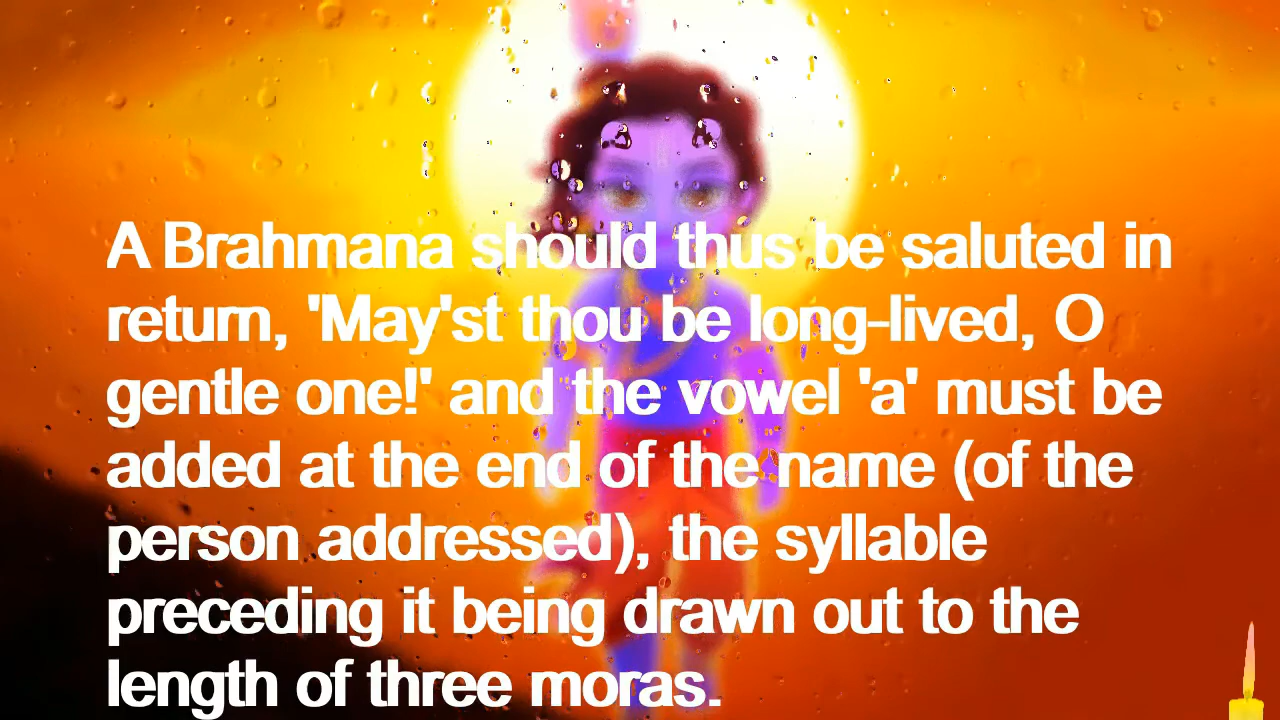 A Brahmana should thus be saluted in
return, 'May'st thou be long-lived, O
gentle one!' and the vowel 'a' must be
added at the end of the name (of the
person addressed), the syllable
preceding it being drawn out to the
length of three moras.